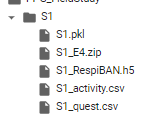 S1
S1.pkl
S1_E4.zip
S1_RespiBAN.h5
S1_activity.csv
S1_quest.csv